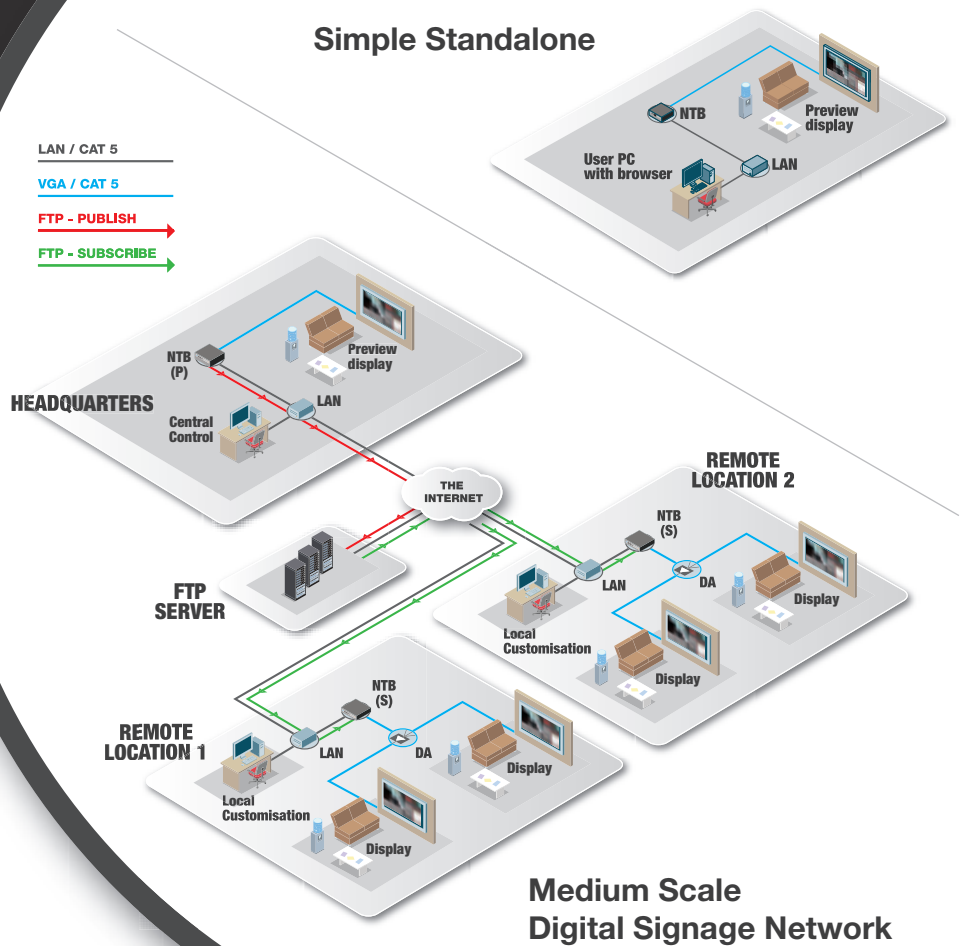 Simple Standalone
NTB
Preview
display
User PC
with browser
LAN
LAN / CAT 5
VGA / CAT 5
FTP - PUBLISH
FTP - SUBSCRIBE
HEADQUARTERS
NTB
(P)
Preview
display
LAN
Central
Control
THE
INTERNET
FTP
SERVER
REMOTE
LOCATION 2
NTB
(S)
LAN
DA
Display
Local
Customisation
Display
REMOTE
LOCATION 1
NTB
(S)
LAN
DA
Display
Local
Customisation
Display
Medium Scale
Digital Signage Network